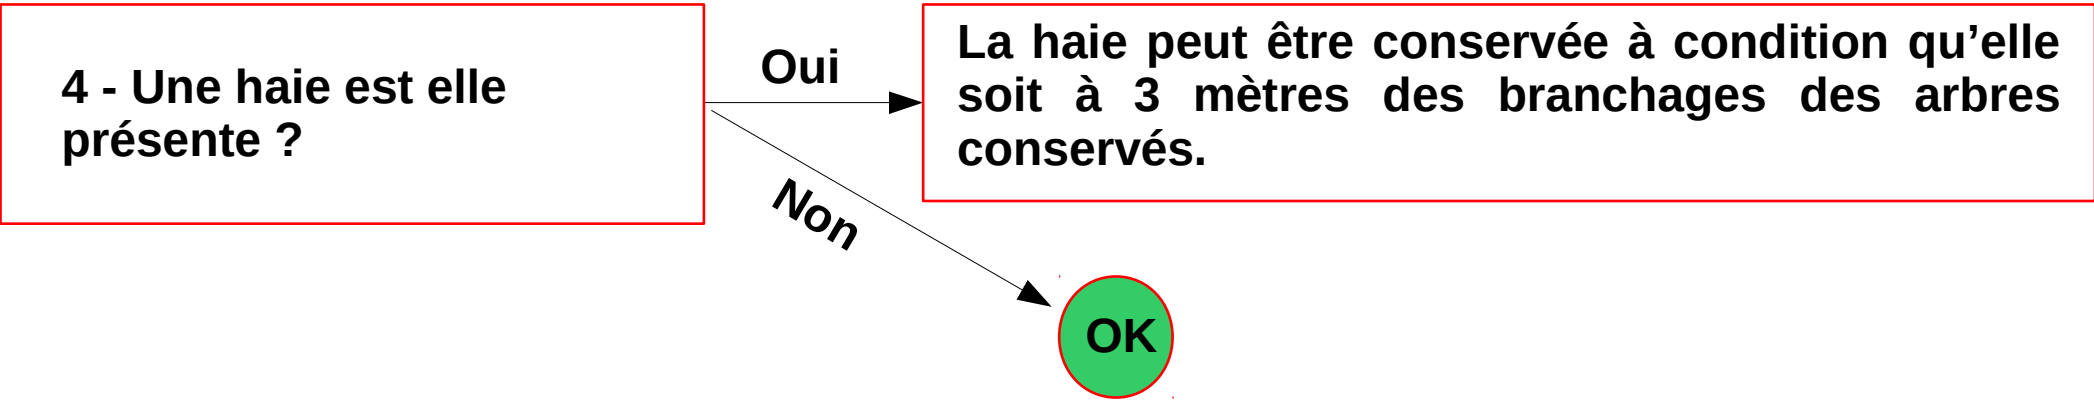 4 - Une haie est elle
présente ?
Oui
La haie peut être conservée à condition qu’elle
soit à 3 mètres des branchages des arbres
conservés.
Non
OK